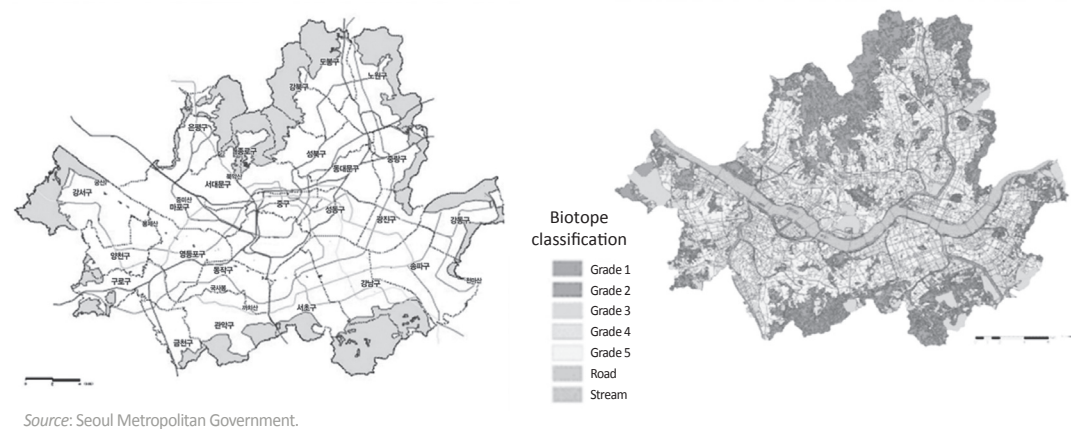 도봉구
노원구
강북구
은평구
종로구
성북구
중랑구
동대문구
서대문구
강서구
마포구
중구
성동구
광진구
강동구
양천구
영등포구
동작구
송파구
구로구
강남구
서초구
관악구
금천구
Biotope
classification
Grade 1
Grade 2
Grade 3
Grade 4
Grade 5
Road
Stream
Source: Seoul Metropolitan Government.